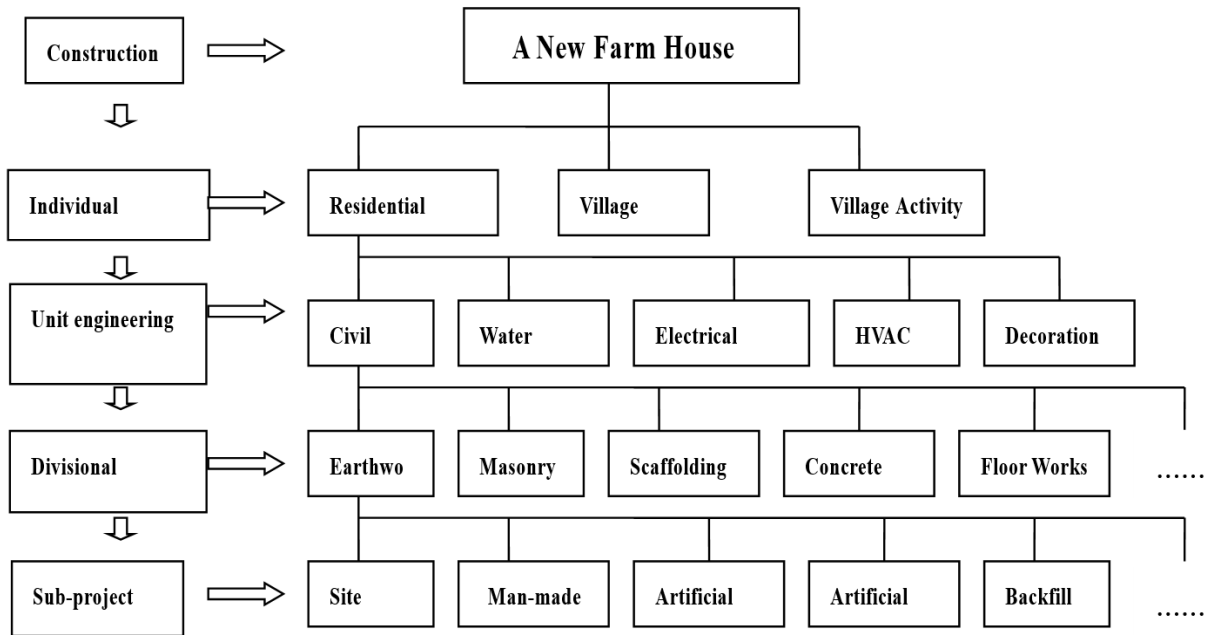 Construction
A New Farm House
Individual
Residential
Village
Village Activity
Unit engineering
Civil
Water
Electrical
HVAC
Decoration
Divisional
Earthwo
Masonry
Scaffolding
Concrete
Floor Works
......
Sub-project
Site
Man-made
Artificial
Artificial
Backfill
......